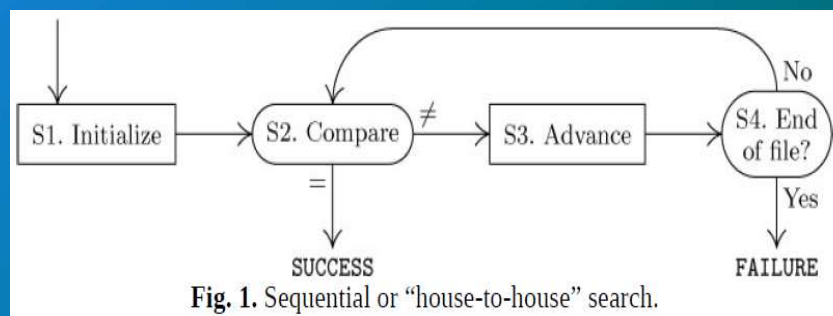 No
S1. Initialize
S2. Compare
≠
S3. Advance
S4. End
of file?
=
Yes
SUCCESS
FAILURE
Fig. 1. Sequential or “house-to-house” search.